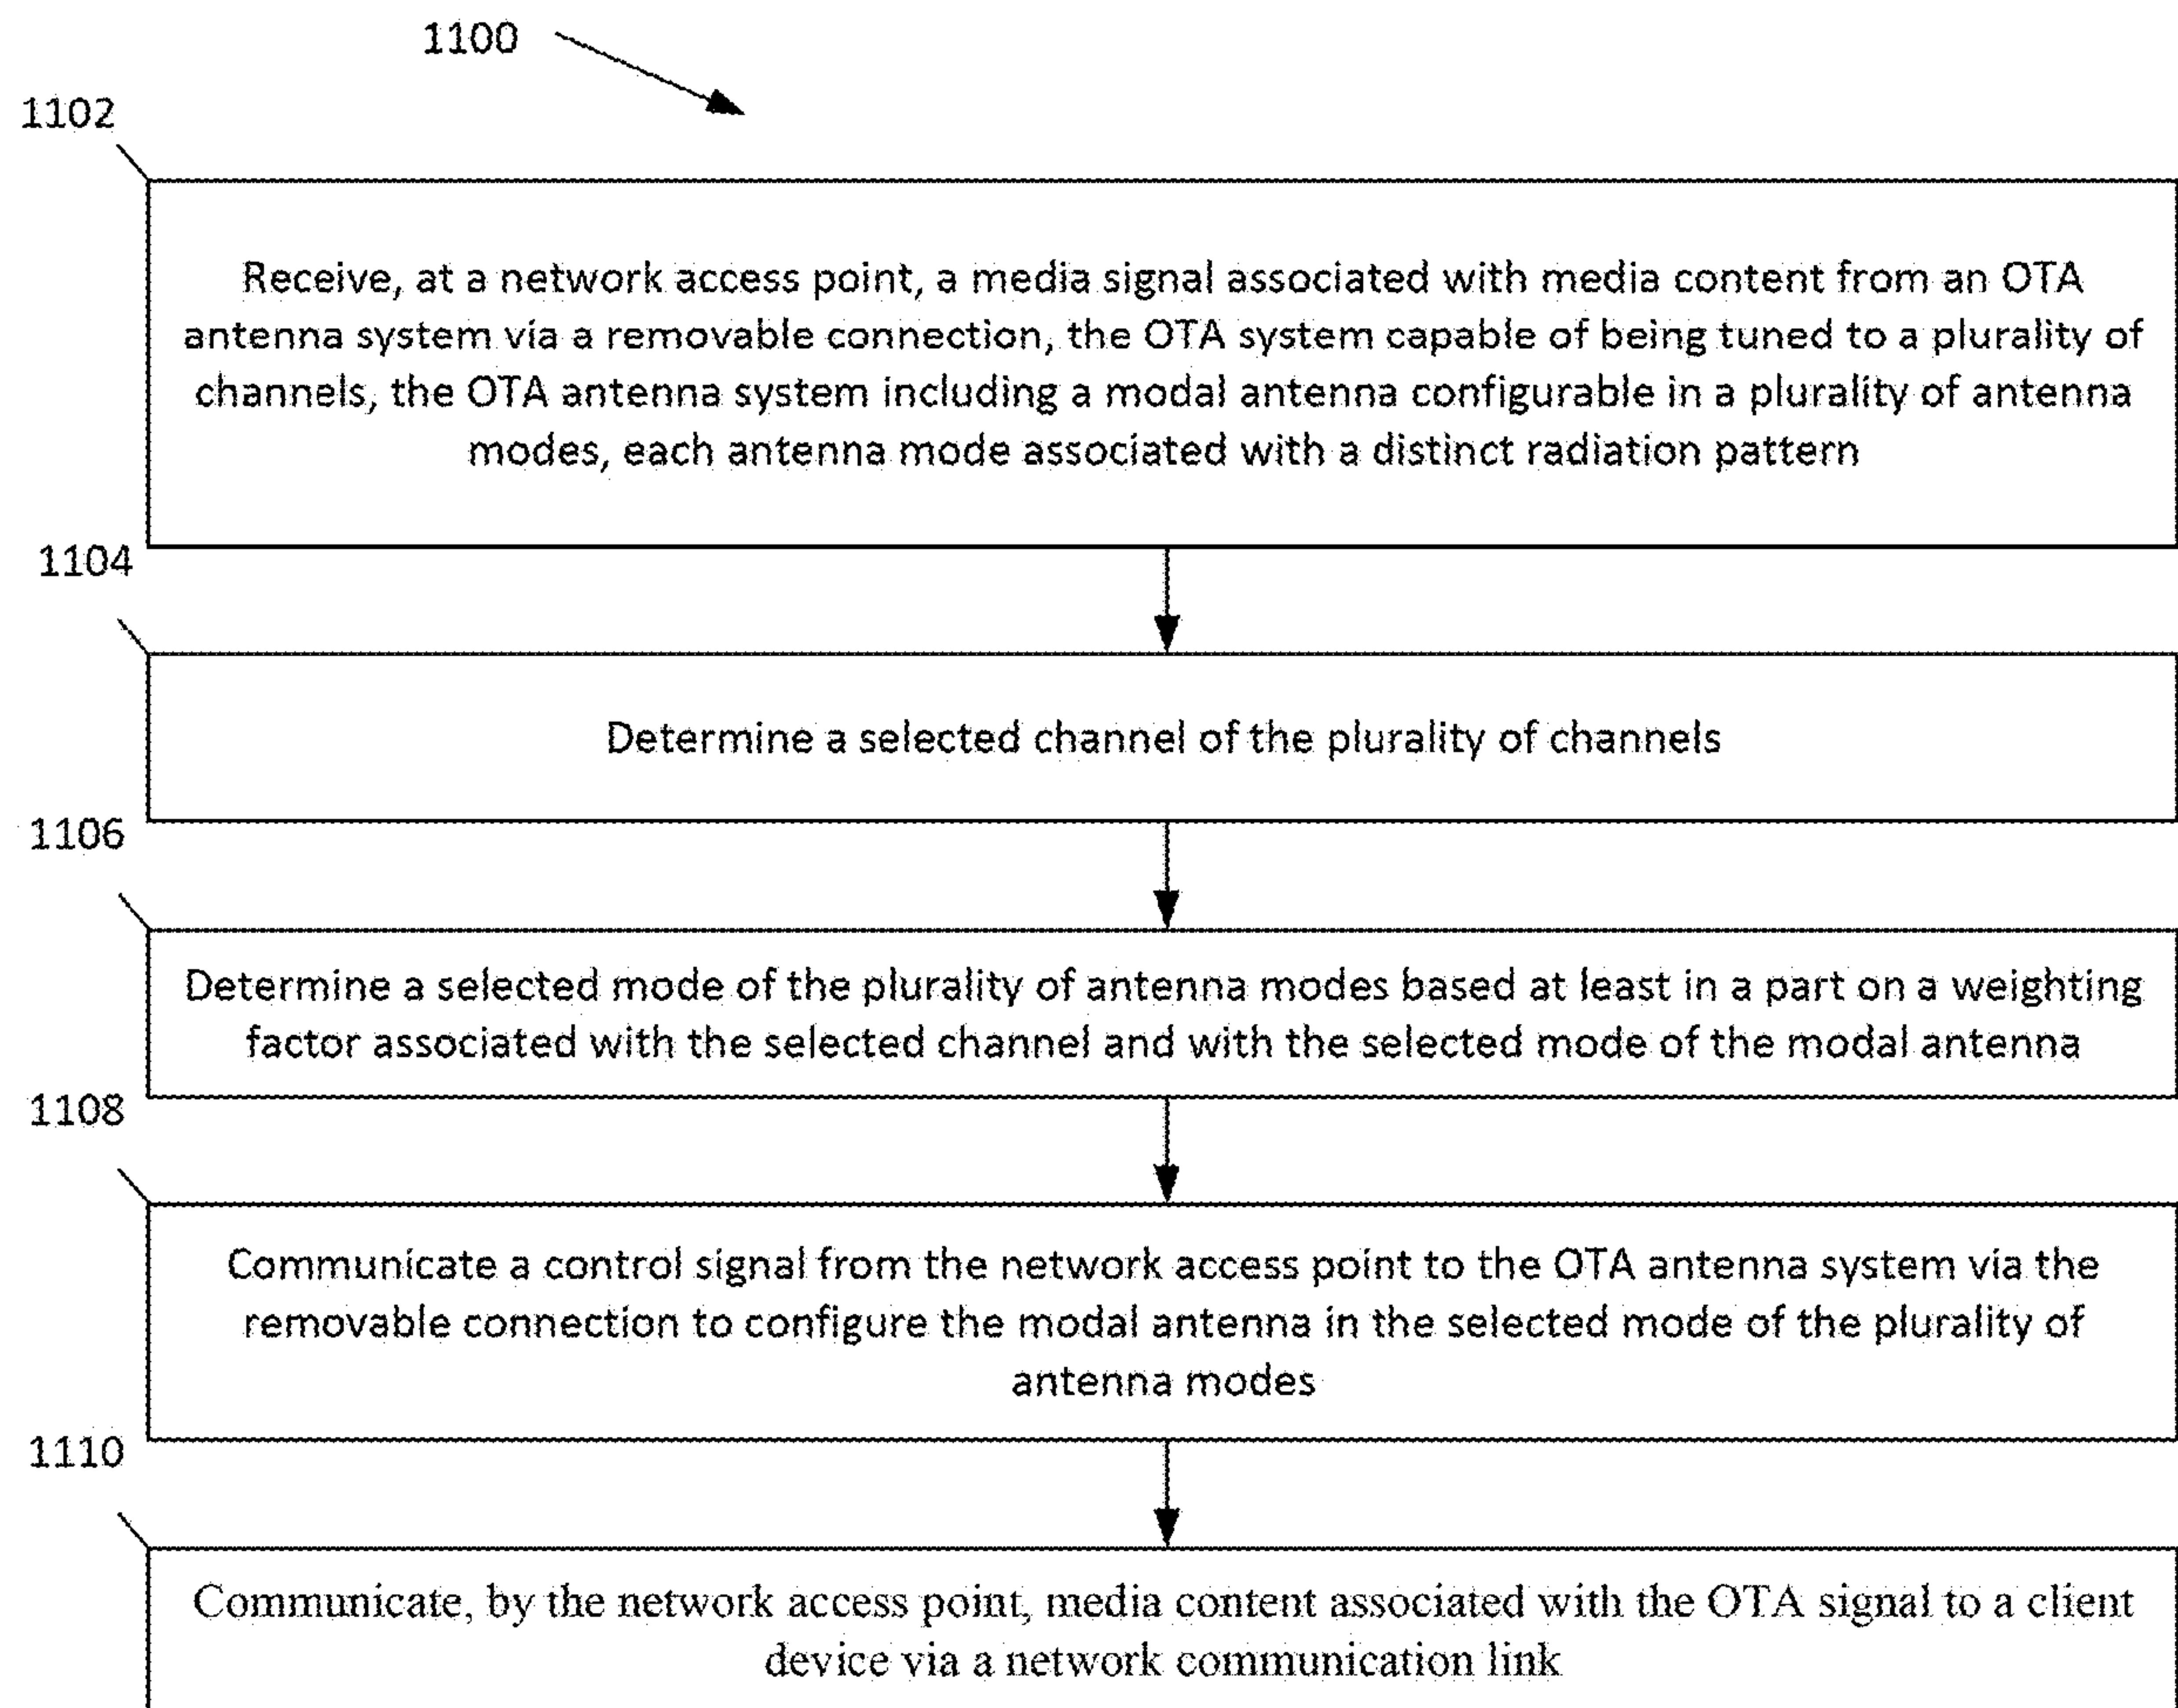 1100
1102
Receive, at a network access point, a media signal associated with media content from an OTA
antenna system via a removable connection, the OTA system capable of being tuned to a plurality of
channels, the OTA antenna system including a modal antenna configurable in a plurality of antenna
modes, each antenna mode associated with a distinct radiation pattern
1104
Determine a selected channel of the plurality of channels
1106
Determine a selected mode of the plurality of antenna modes based at least in a part on a weighting
factor associated with the selected channel and with the selected mode of the modal antenna
1108
Communicate a control signal from the network access point to the OTA antenna system via the
removable connection to configure the modal antenna in the selected mode of the plurality of
antenna modes
1110
Communicate, by the network access point, media content associated with the OTA signal to a client
device via a network communication link